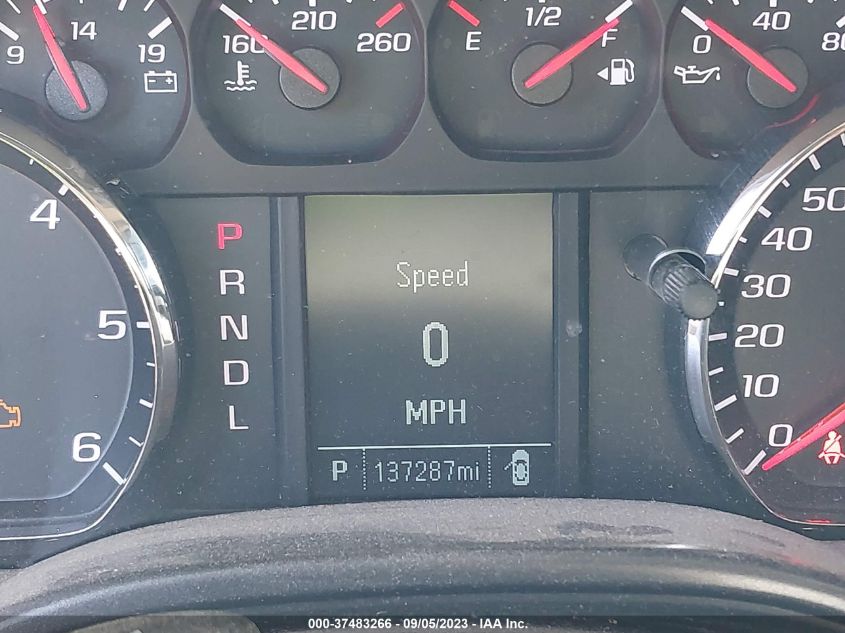 9 14 19
160 210 260
E 1/2 F
0 40 80
4
5
6
P
R
N
D
L
Speed
0
MPH
P 137287mi
50
40
30
20
10
0
000-37483266 - 09/05/2023 - IAA Inc.